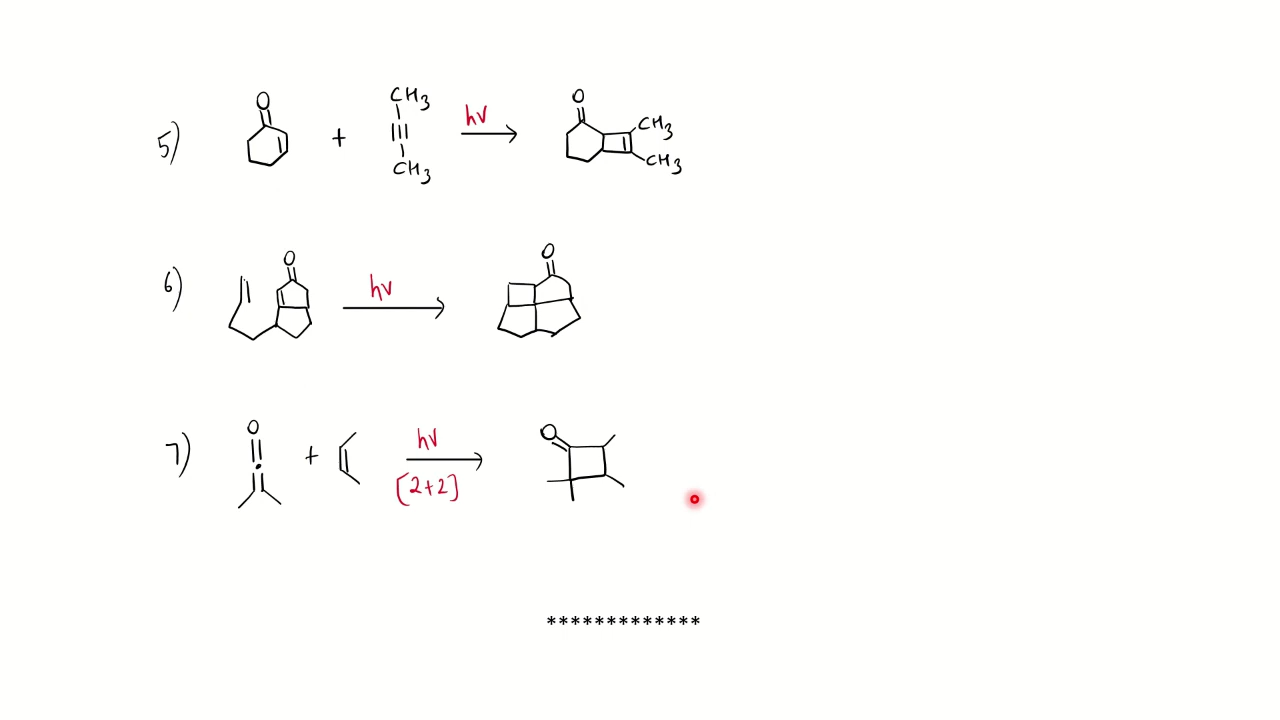 5) O + CH3 CH3 hν O CH3 CH3
6) O hν O
7) O + hν [2+2] O
*************